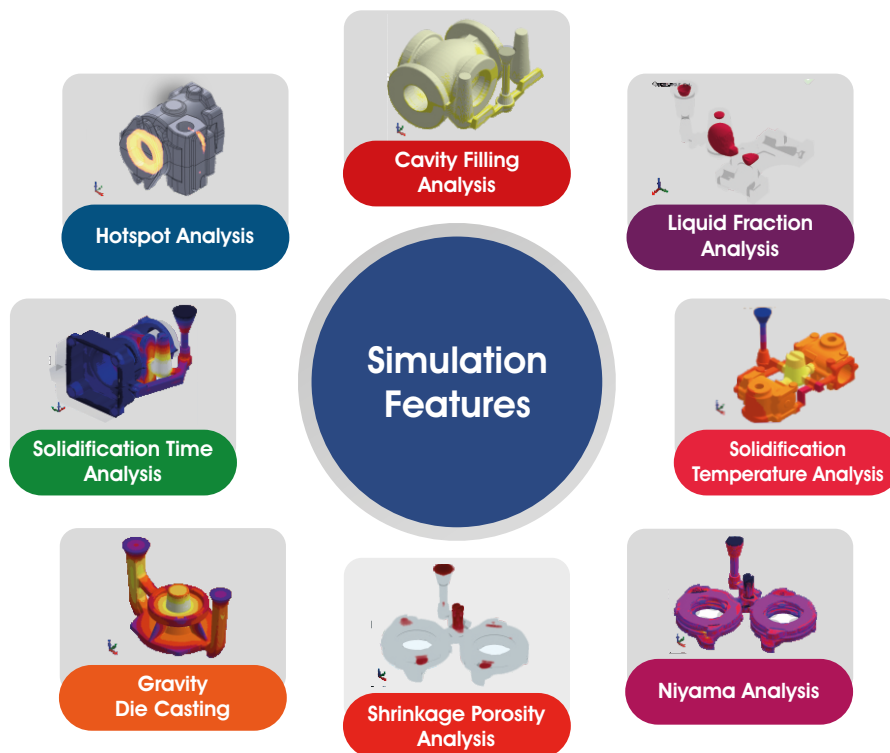 Cavity Filling
Analysis
Hotspot Analysis
Liquid Fraction
Analysis
Simulation
Features
Solidification Time
Analysis
Solidification
Temperature Analysis
Gravity
Die Casting
Shrinkage Porosity
Analysis
Niyama Analysis